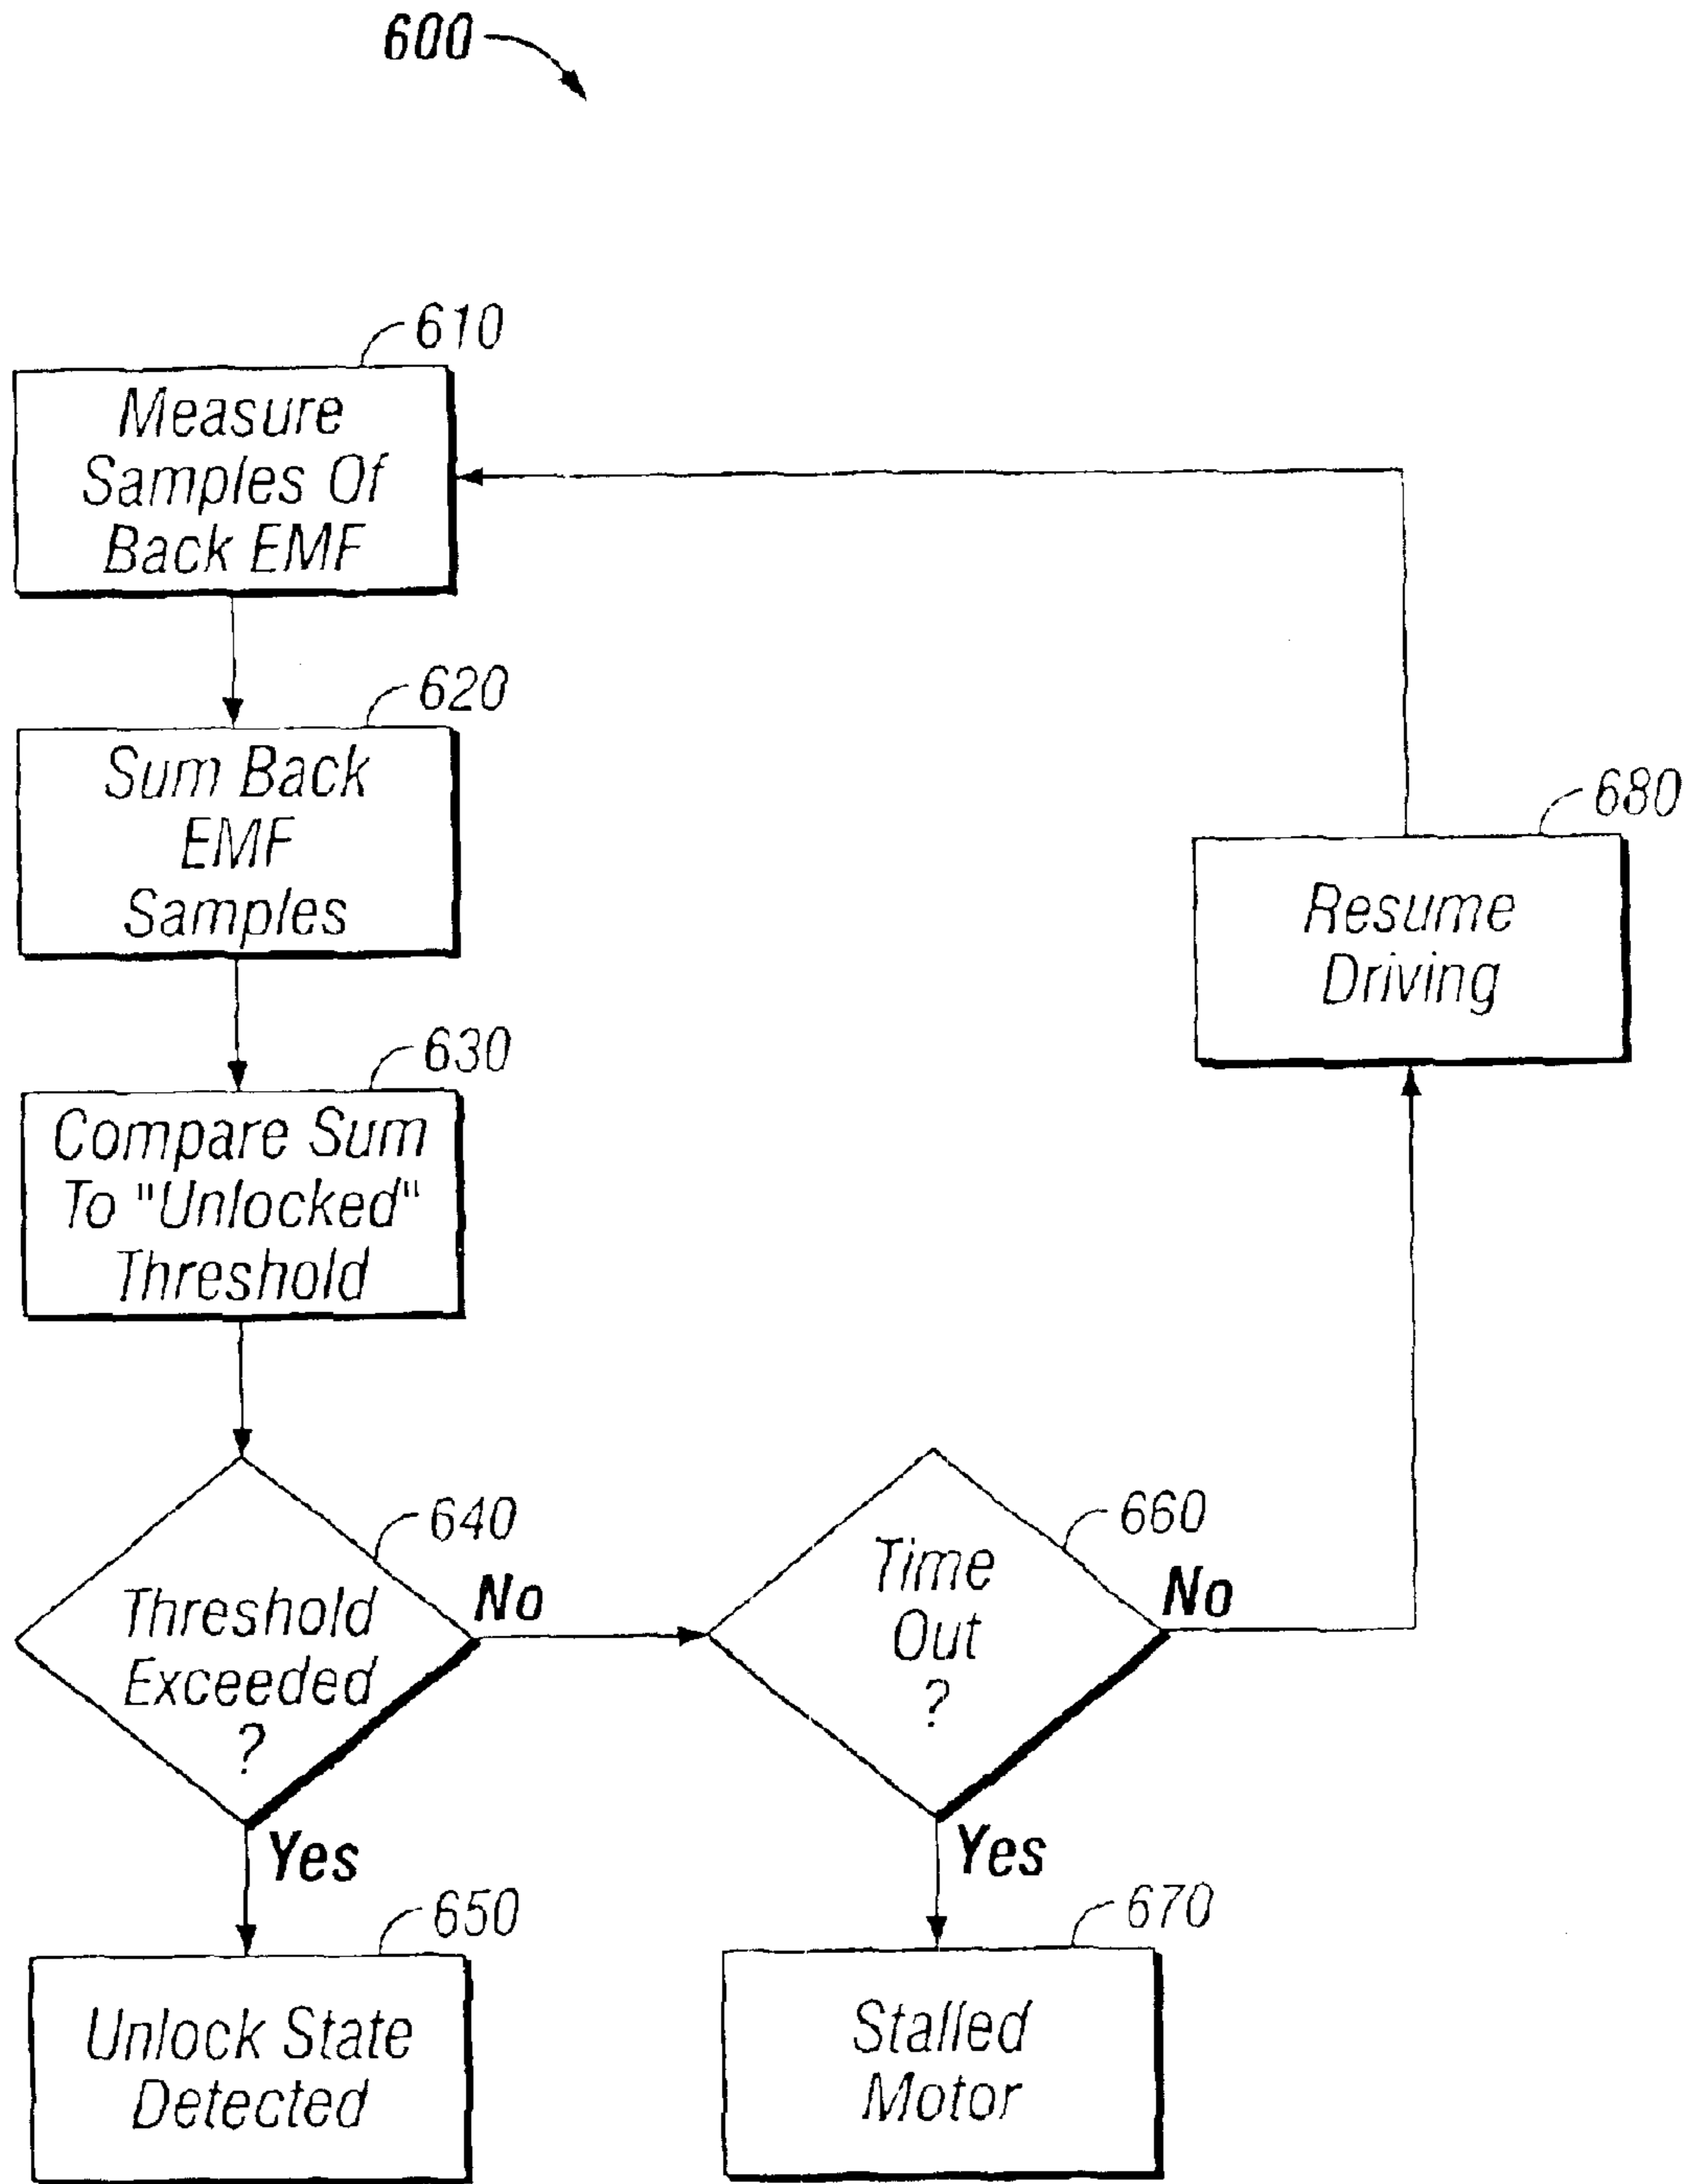 600
610
Measure
Samples Of
Back EMF
620
Sum Back
EMF
Samples
680
Resume
Driving
630
Compare Sum
To "Unlocked"
Threshold
640
Threshold
Exceeded
?
No
Yes
660
Time
Out
?
No
Yes
650
Unlock State
Detected
670
Stalled
Motor